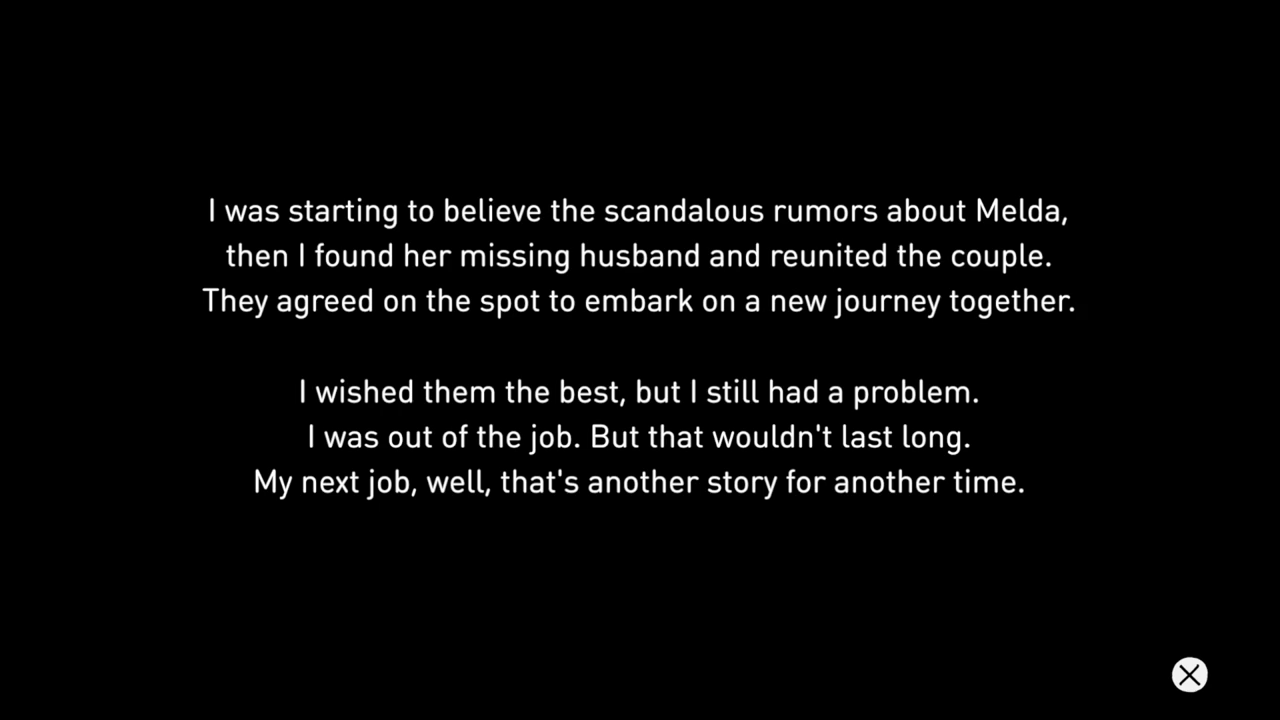 I was starting to believe the scandalous rumors about Melda,
then I found her missing husband and reunited the couple.
They agreed on the spot to embark on a new journey together.
I wished them the best, but I still had a problem.
I was out of the job. But that wouldn't last long.
My next job, well, that's another story for another time.